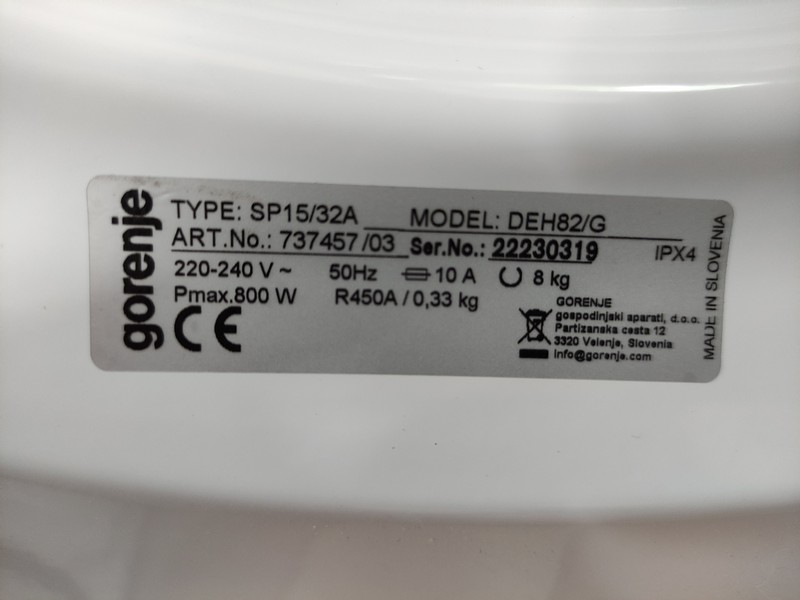 gorenje
TYPE: SP15/32A MODEL: DEH82/G
ART.No.: 737457 /03 Ser.No.: 22230319 IPX4
220-240 V ~ 50Hz 10 A 8 kg
Pmax.800 W R450A / 0,33 kg
CE
GORENJE
gospodinjski aparati, d.o.o.
Partizanska cesta 12
3320 Velenje, Slovenia
info@gorenje.com
MADE IN SLOVENIA